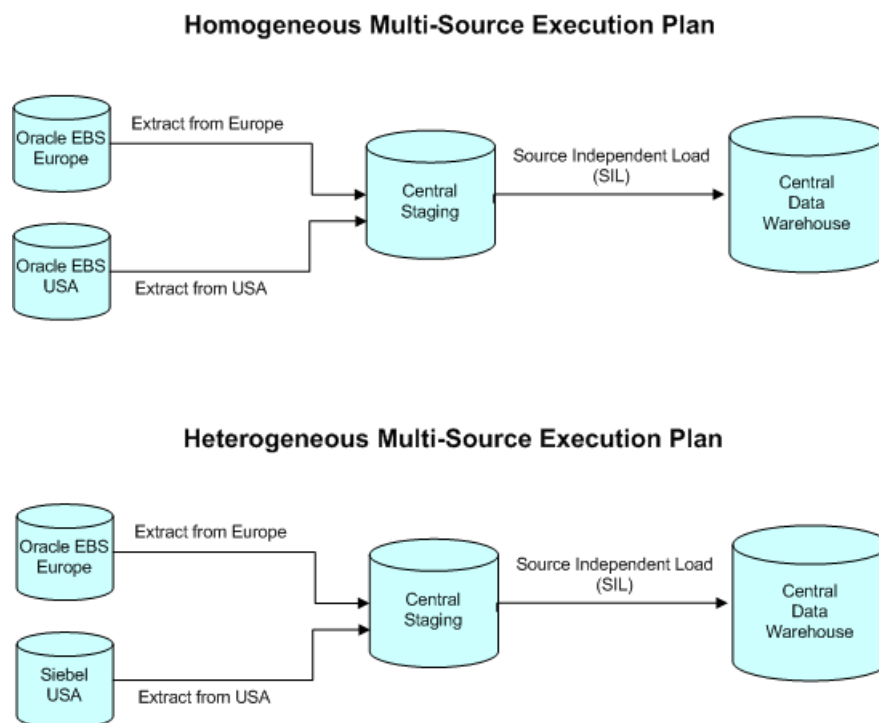 Homogeneous Multi-Source Execution Plan
Oracle EBS
Europe
Extract from Europe
Central
Staging
Source Independent Load
(SIL)
Central
Data
Warehouse
Oracle EBS
USA
Extract from USA
Heterogeneous Multi-Source Execution Plan
Oracle EBS
Europe
Extract from Europe
Central
Staging
Source Independent Load
(SIL)
Central
Data
Warehouse
Siebel
USA
Extract from USA